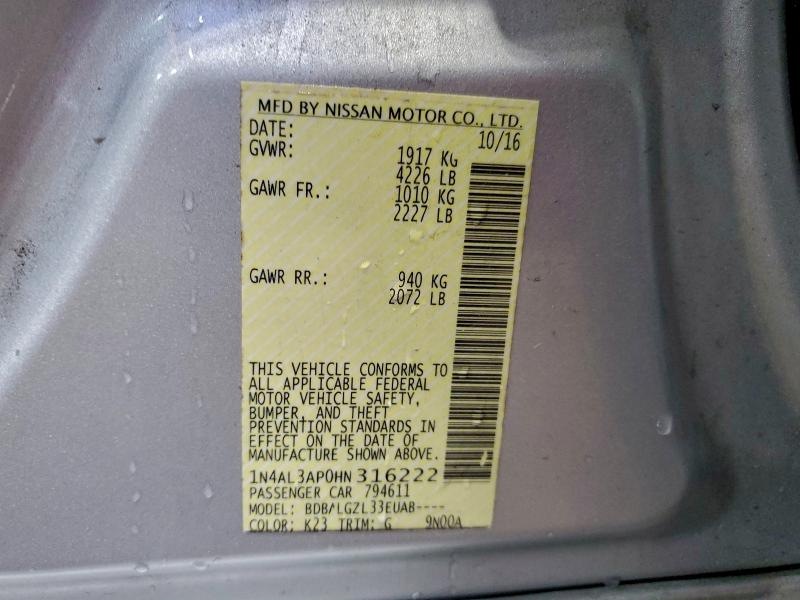 MFD BY NISSAN MOTOR CO., LTD.
DATE: 10/16
GVWR: 1917 KG
4226 LB
GAWR FR.: 1010 KG
2227 LB
GAWR RR.: 940 KG
2072 LB
THIS VEHICLE CONFORMS TO
ALL APPLICABLE FEDERAL
MOTOR VEHICLE SAFETY,
BUMPER, AND THEFT
PREVENTION STANDARDS IN
EFFECT ON THE DATE OF
MANUFACTURE SHOWN ABOVE.
1N4AL3AP0HN316222
PASSENGER CAR 794611
MODEL: BDBALGZL33EUAB----
COLOR: K23 TRIM: G 9N00A